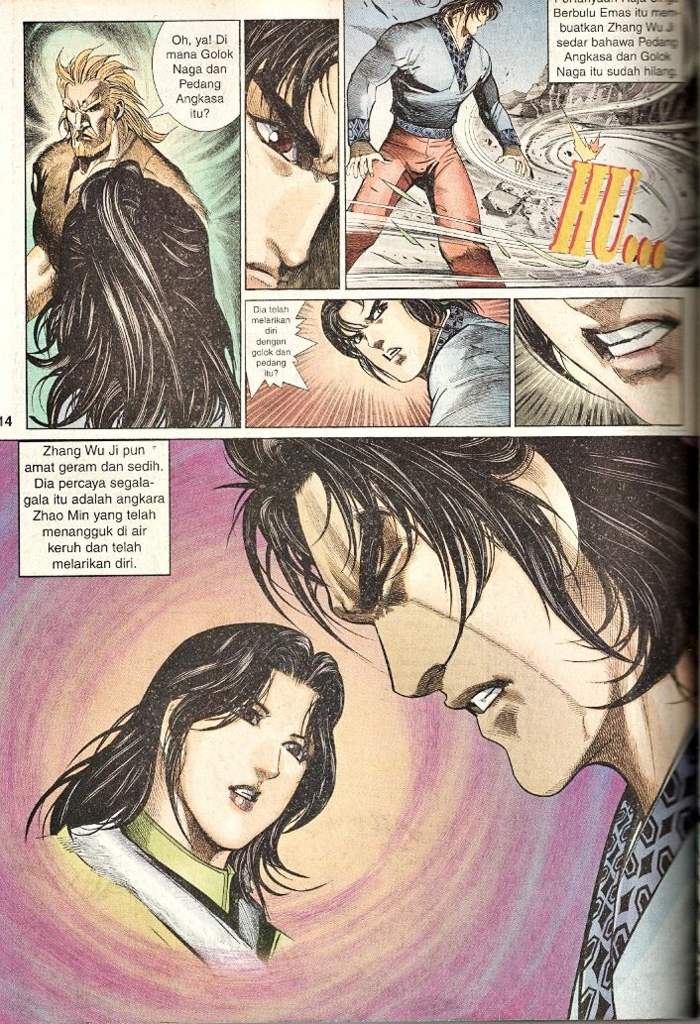 Oh, ya! Di
mana Golok
Naga dan
Pedang
Angkasa
itu?
Berbulu Emas itu mem-
buatkan Zhang Wu Ji
sedar bahawa Pedang
Angkasa dan Golok
Naga itu sudah hilang.
HU...
Dia telah
melarikan
diri
dengan
golok dan
pedang
itu?
14
Zhang Wu Ji pun
amat geram dan sedih.
Dia percaya segala-
gala itu adalah angkara
Zhao Min yang telah
menangguk di air
keruh dan telah
melarikan diri.